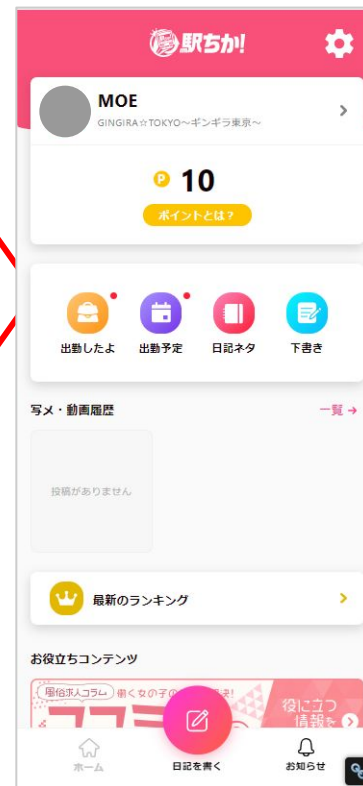 駅ちか!
MOE
GINGIRA☆TOKYO～ギンギラ東京～
P 10
ポイントとは？
出勤したよ
出勤予定
日記ネタ
下書き
写メ・動画履歴
一覧 →
投稿がありません
最新のランキング
お役立ちコンテンツ
風俗求人コラム
働く女の子の
役に立つ
情報を
ホーム
日記を書く
お知らせ